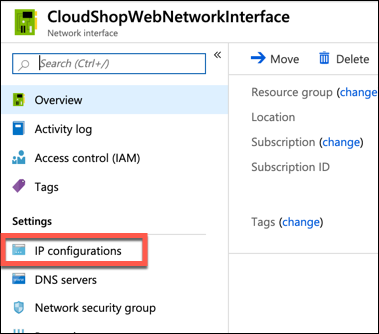 CloudShopWebNetworkInterface
Network interface
Search (Ctrl+/)
«
Overview
Activity log
Access control (IAM)
Tags
Settings
IP configurations
DNS servers
Network security group
Move Delete
Resource group (change
Location
Subscription (change)
Subscription ID
Tags (change)